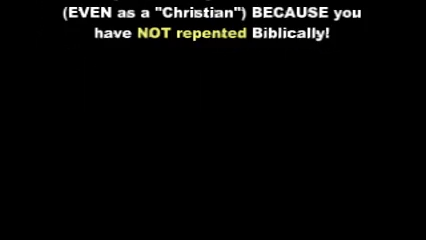 (EVEN as a "Christian") BECAUSE you
have NOT repented Biblically!